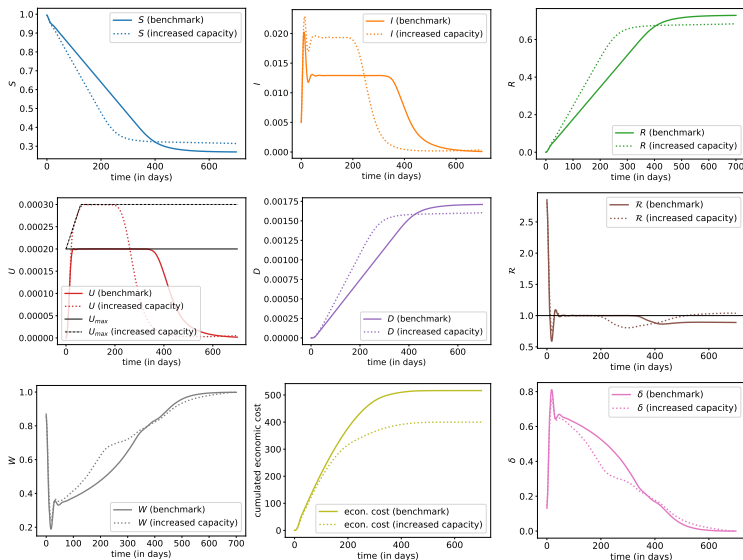 S (benchmark)
S (increased capacity)
1.0
0.9
0.8
0.7
0.6
0.5
0.4
0.3
S
0 200 400 600
time (in days)
I (benchmark)
I (increased capacity)
0.020
0.015
0.010
0.005
0.000
I
0 200 400 600
time (in days)
R (benchmark)
R (increased capacity)
0.6
0.4
0.2
0.0
R
0 100 200 300 400 500 600 700
time (in days)
U (benchmark)
U (increased capacity)
Umax
Umax (increased capacity)
0.00030
0.00025
0.00020
0.00015
0.00010
0.00005
0.00000
U
0 200 400 600
time (in days)
D (benchmark)
D (increased capacity)
0.00175
0.00150
0.00125
0.00100
0.00075
0.00050
0.00025
0.00000
D
0 200 400 600
time (in days)
ℛ (benchmark)
ℛ (increased capacity)
2.5
2.0
1.5
1.0
0.5
ℛ
0 200 400 600
time (in days)
W (benchmark)
W (increased capacity)
1.0
0.8
0.6
0.4
0.2
W
0 100 200 300 400 500 600 700
time (in days)
econ. cost (benchmark)
econ. cost (increased capacity)
500
400
300
200
100
0
cumulated economic cost
0 200 400 600
time (in days)
δ (benchmark)
δ (increased capacity)
0.8
0.6
0.4
0.2
0.0
δ
0 200 400 600
time (in days)